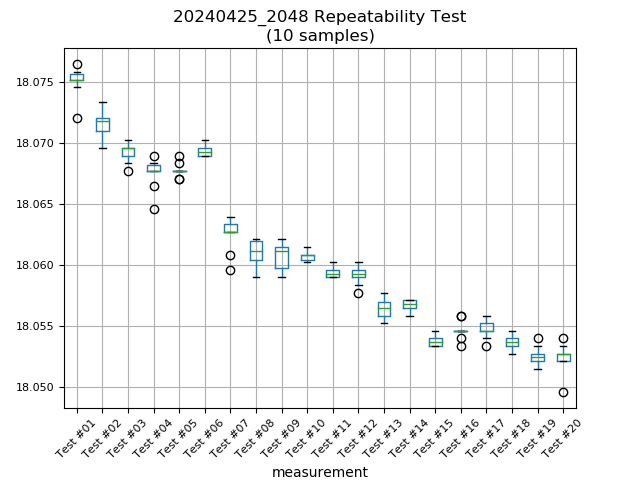 20240425_2048 Repeatability Test
(10 samples)
18.075
18.070
18.065
18.060
18.055
18.050
Test #01
Test #02
Test #03
Test #04
Test #05
Test #06
Test #07
Test #08
Test #09
Test #10
Test #11
Test #12
Test #13
Test #14
Test #15
Test #16
Test #17
Test #18
Test #19
Test #20
measurement